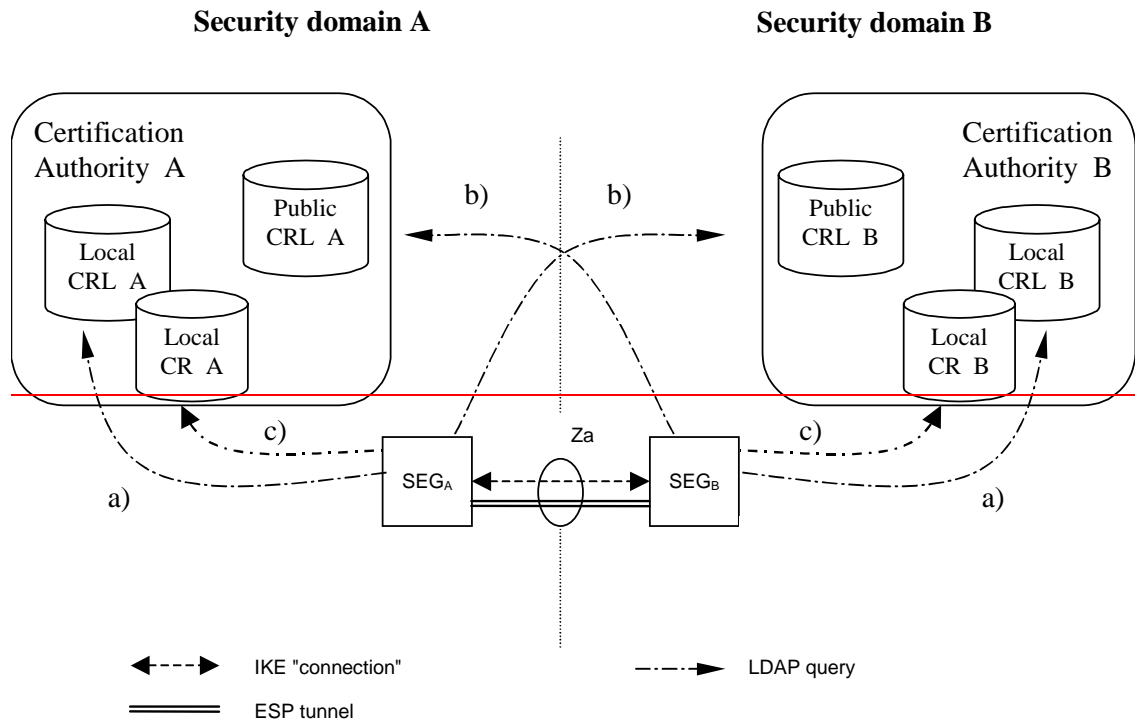 Security domain A
Security domain B
Certification
Authority A
Public
CRL A
Local
CRL A
Local
CR A
b)
b)
Certification
Authority B
Public
CRL B
Local
CRL B
Local
CR B
c)
a)
Za
c)
a)
SEGA
SEGB
IKE "connection"
LDAP query
ESP tunnel